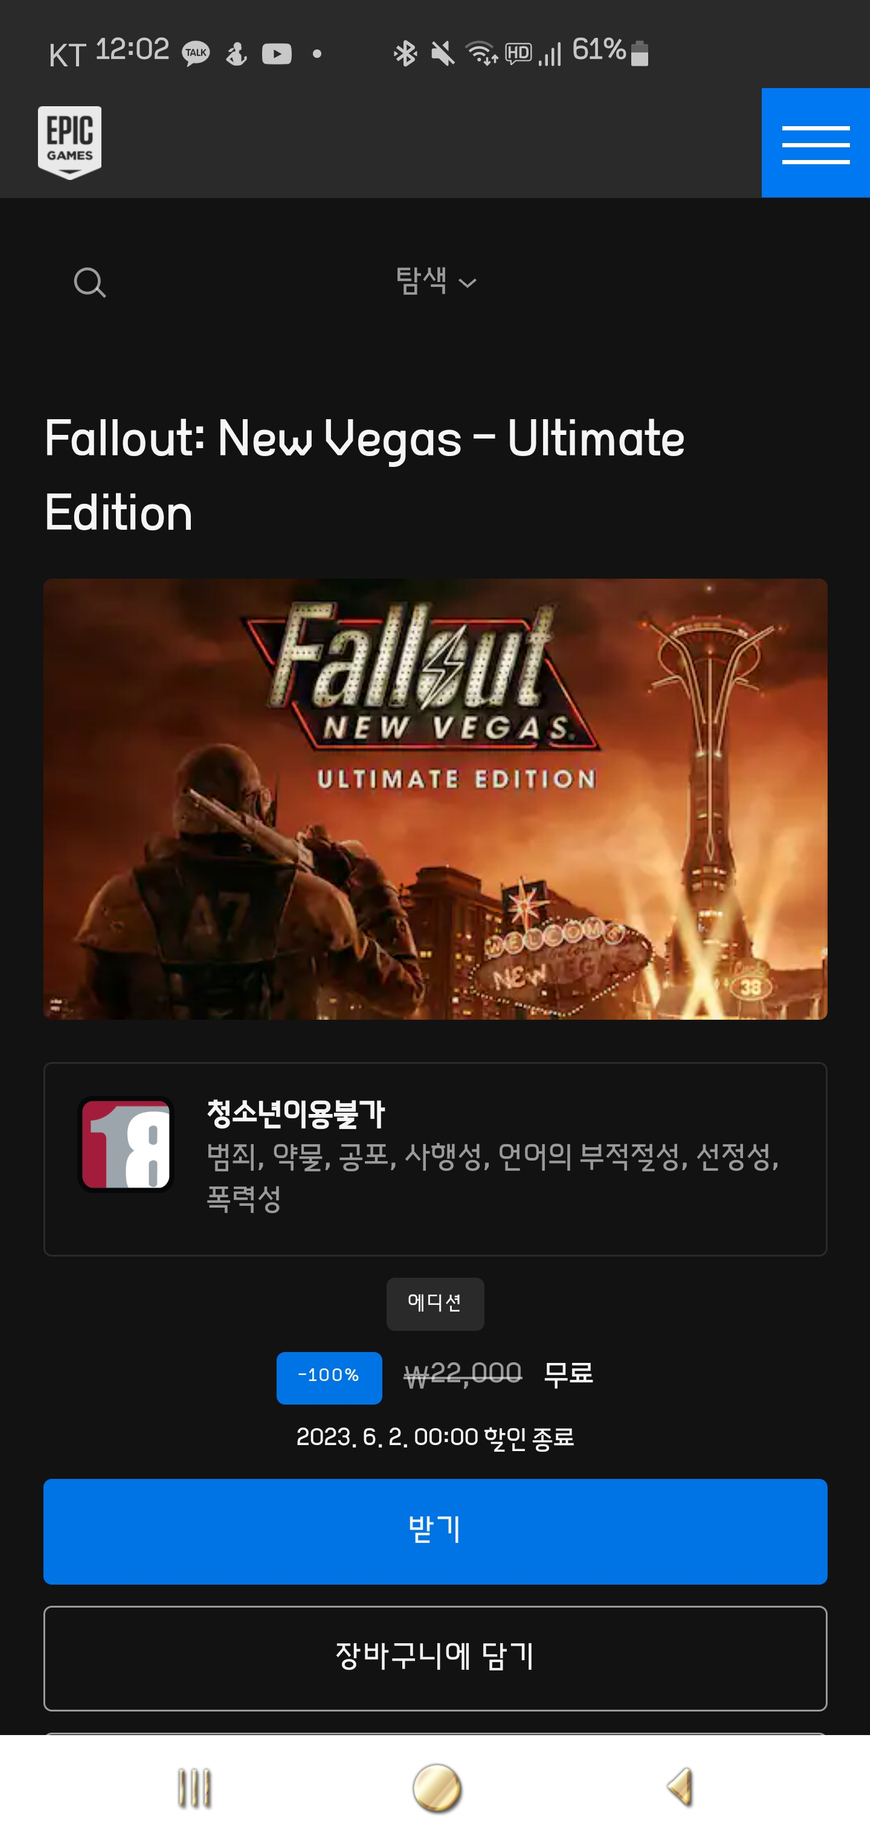 KT 12:02 TALK HD 61%
EPIC
GAMES
탐색
Fallout: New Vegas - Ultimate
Edition
Fallout
NEW VEGAS
ULTIMATE EDITION
47
WELCOME
NEW VEGAS
38
18
청소년이용불가
범죄, 약물, 공포, 사행성, 언어의 부적절성, 선정성,
폭력성
에디션
-100% ₩22,000 무료
2023. 6. 2. 00:00 할인 종료
받기
장바구니에 담기